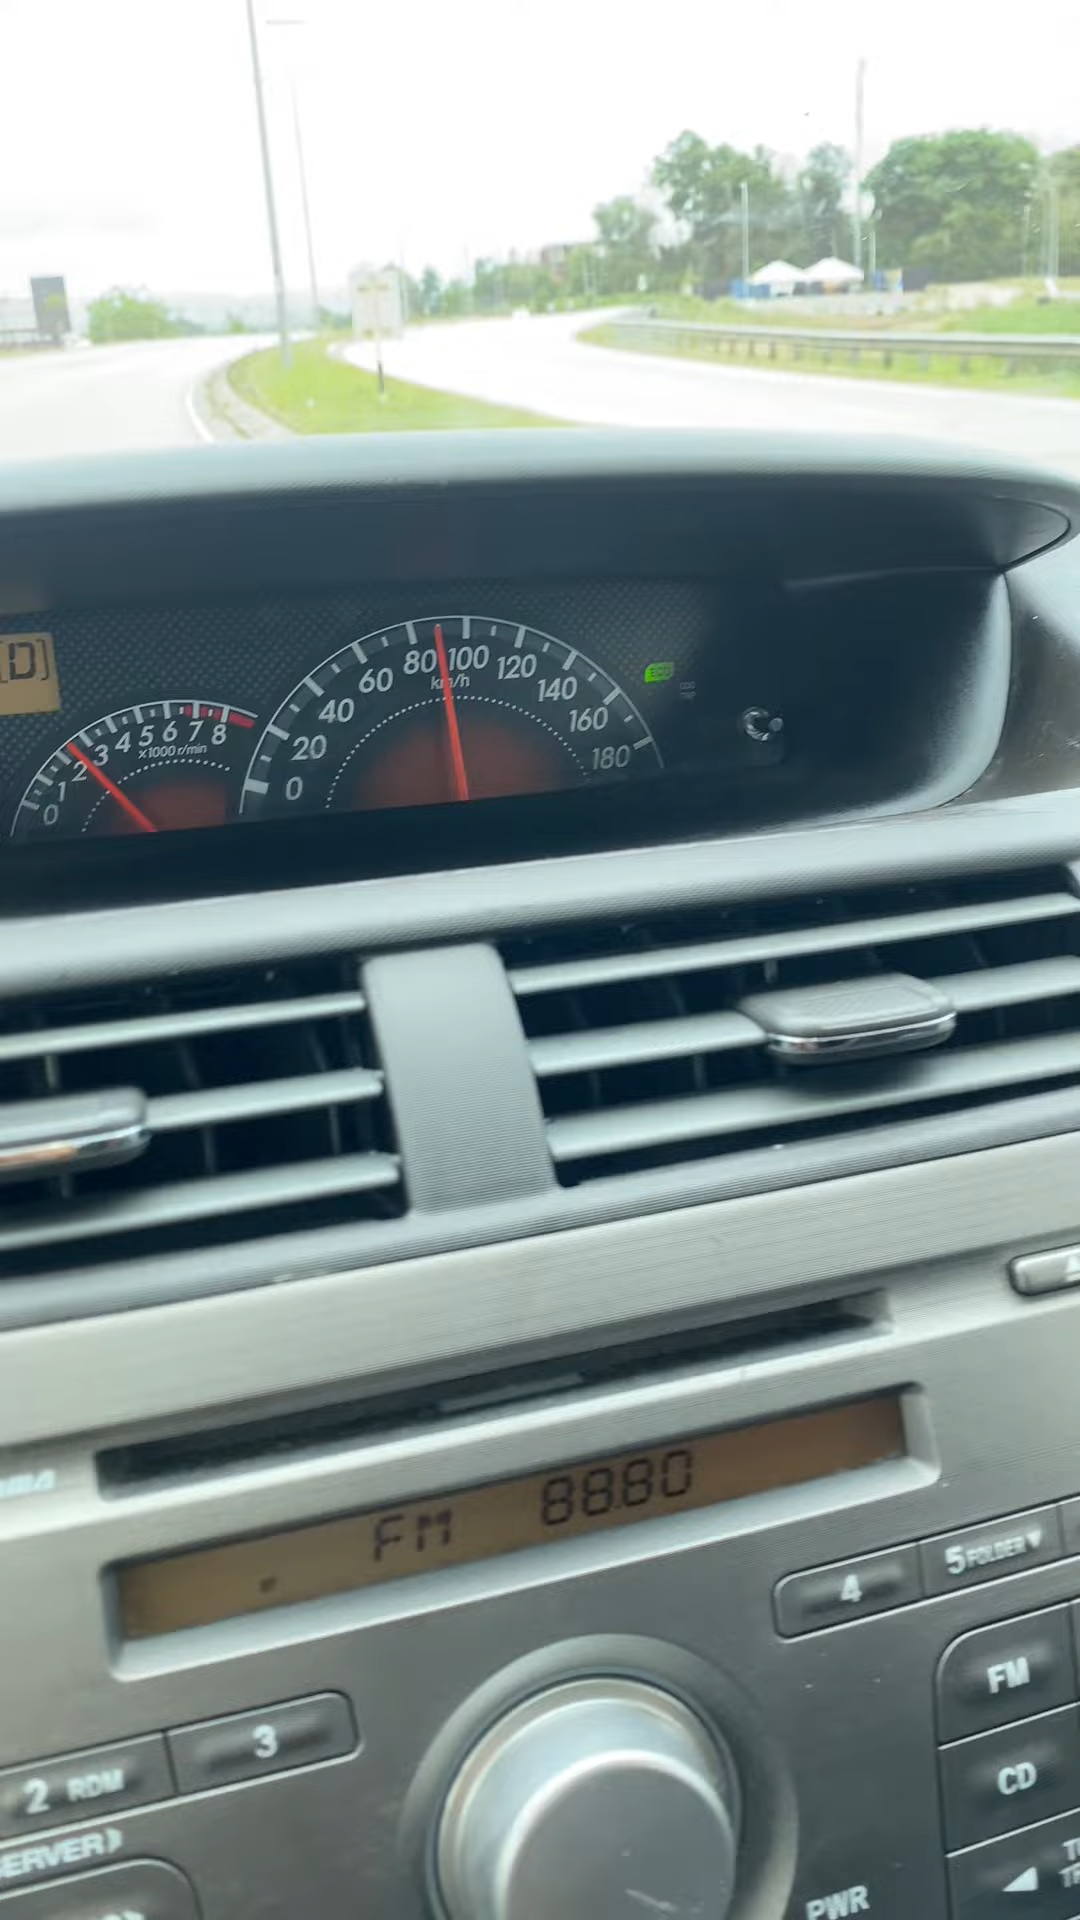 [D]
0 1 2 3 4 5 6 7 8
x1000 r/min
0 20 40 60 80 100 120 140 160 180
km/h
ECO
FM 88.80
4
5 FOLDER
3
2 RDM
FM
CD
PWR